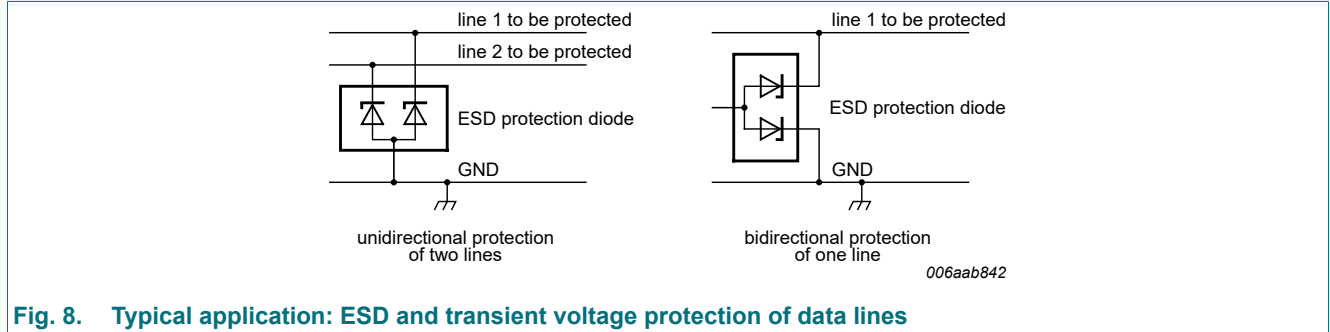 line 1 to be protected
line 2 to be protected
ESD protection diode
GND
unidirectional protection
of two lines
line 1 to be protected
ESD protection diode
GND
bidirectional protection
of one line
006aab842
Fig. 8. Typical application: ESD and transient voltage protection of data lines